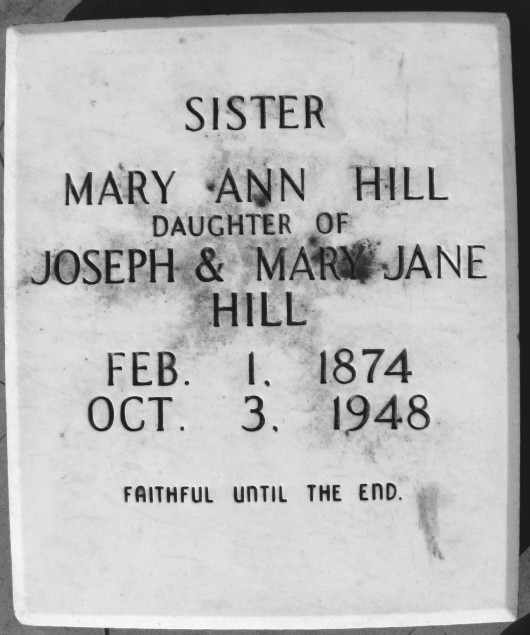 SISTER
MARY ANN HILL
DAUGHTER OF
JOSEPH & MARY JANE
HILL
FEB. 1. 1874
OCT. 3. 1948
FAITHFUL UNTIL THE END.